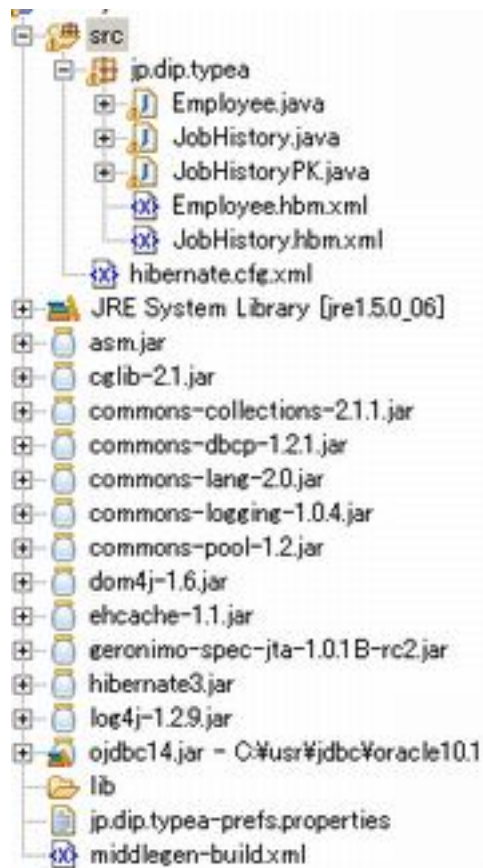 src
jp.dip.typea
Employee.java
JobHistory.java
JobHistoryPK.java
Employee.hbm.xml
JobHistory.hbm.xml
hibernate.cfg.xml
JRE System Library [jre1.5.0_06]
asm.jar
cglib-2.1.jar
commons-collections-2.1.1.jar
commons-dbcp-1.2.1.jar
commons-lang-2.0.jar
commons-logging-1.0.4.jar
commons-pool-1.2.jar
dom4j-1.6.jar
ehcache-1.1.jar
geronimo-spec-jta-1.0.1B-rc2.jar
hibernate3.jar
log4j-1.2.9.jar
ojdbc14.jar - C:¥usr¥jdbc¥oracle10.1
lib
jp.dip.typea-prefs.properties
middlegen-build.xml